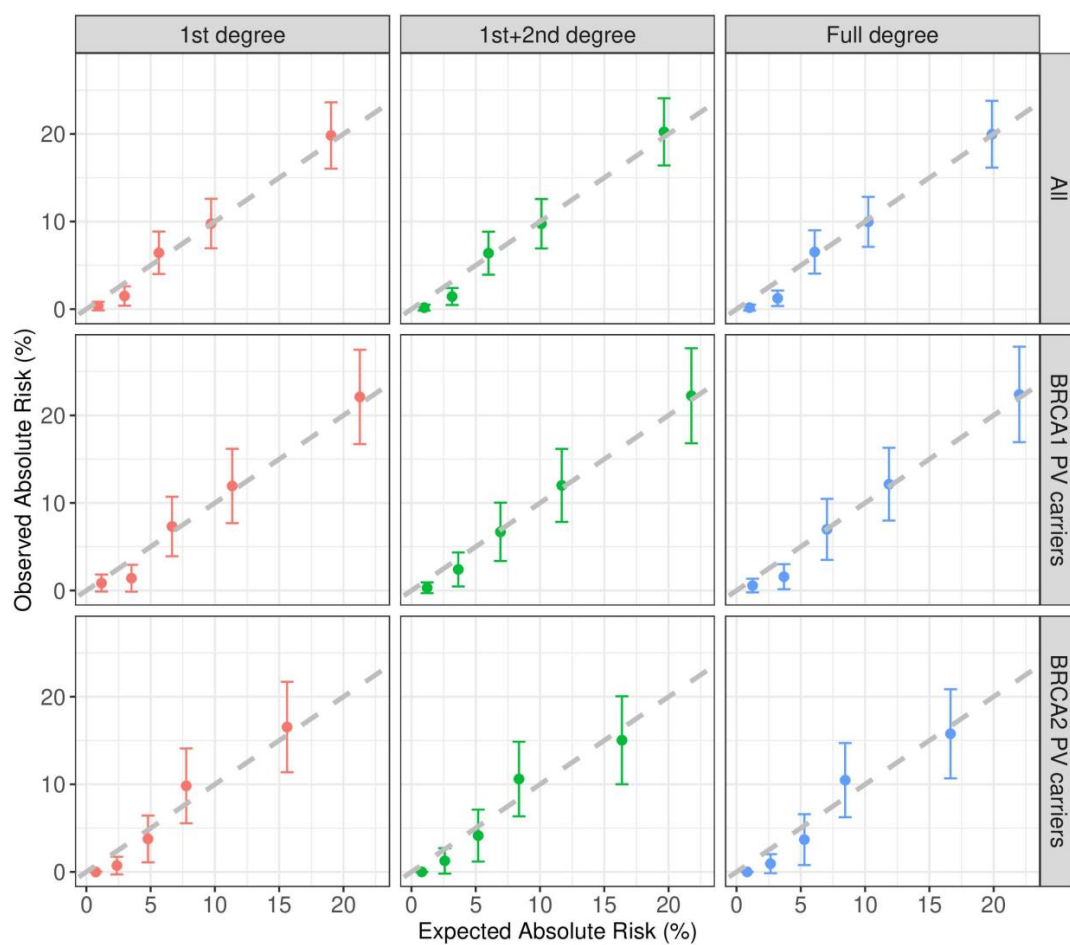 1st degree
1st+2nd degree
Full degree
Observed Absolute Risk (%)
20
10
0
All
20
10
0
BRCA1 PV carriers
20
10
0
BRCA2 PV carriers
0 5 10 15 20
0 5 10 15 20
0 5 10 15 20
Expected Absolute Risk (%)